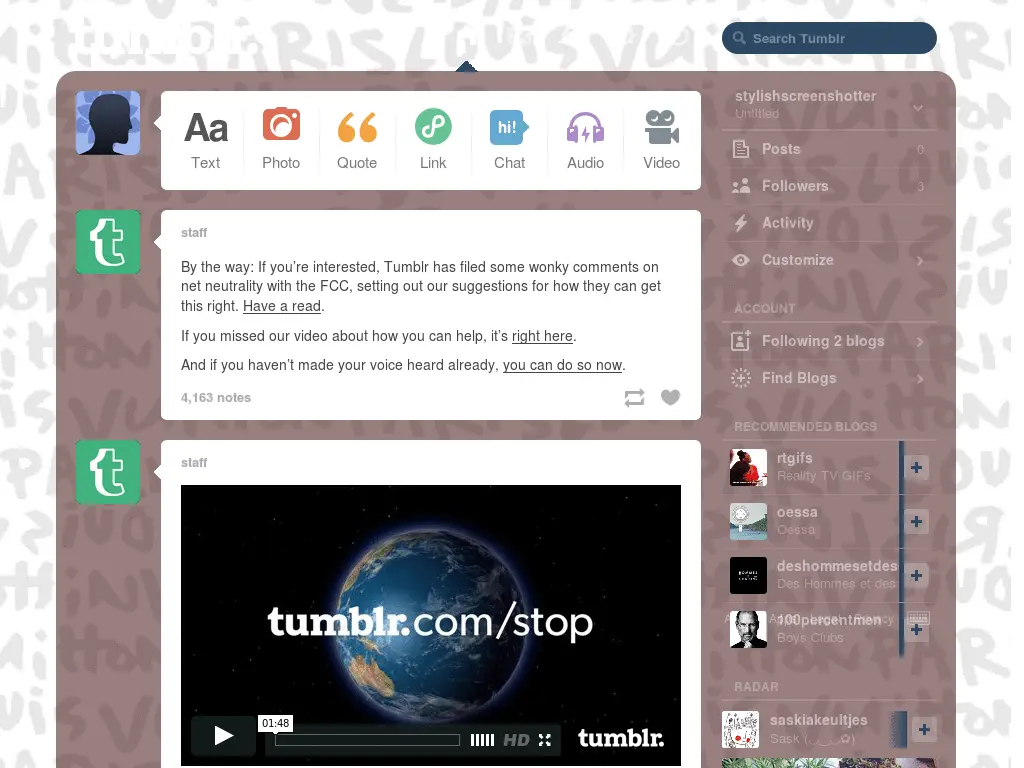 tumblr.
Search Tumblr
Aa
hi!
Text
Photo
Quote
Link
Chat
Audio
Video
staff
By the way: If you're interested, Tumblr has filed some wonky comments on
net neutrality with the FCC, setting out our suggestions for how they can get
this right. Have a read.
If you missed our video about how you can help, it's right here.
And if you haven't made your voice heard already, you can do so now.
4,163 notes
staff
tumblr.com/stop
01:48
HD
tumblr.
stylishscreenshotter
Untitled
Posts 0
Followers 3
Activity
Customize
ACCOUNT
Following 2 blogs
Find Blogs
RECOMMENDED BLOGS
rtgifs
Reality TV GIFs
oessa
Oessa
deshommesetdes
Des Hommes et des
100percentmen
Privacy
Boys Clubs
RADAR
saskiakeultjes
Sask (◡‿◡✿)